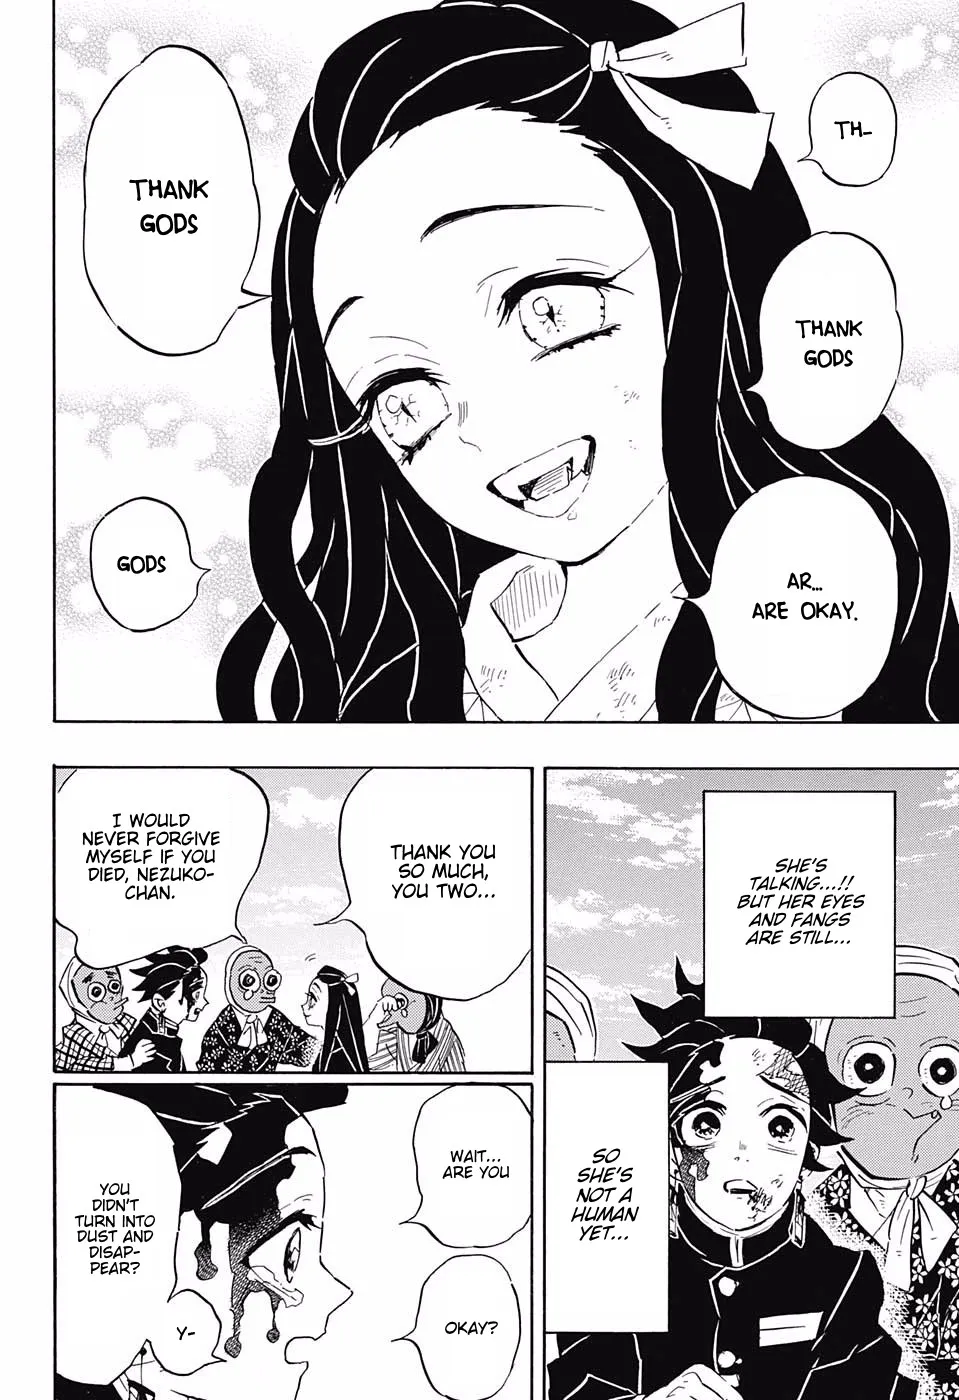 TH-
THANK
GODS
AR...
ARE OKAY.
THANK
GODS
GODS
SHE'S
TALKING...!!
BUT HER EYES
AND FANGS
ARE STILL...
SO
SHE'S
NOT A
HUMAN
YET...
THANK YOU
SO MUCH,
YOU TWO...
I WOULD
NEVER FORGIVE
MYSELF IF YOU
DIED, NEZUKO-
CHAN.
WAIT...
ARE YOU
OKAY?
Y-
YOU
DIDN'T
TURN INTO
DUST AND
DISAP-
PEAR?